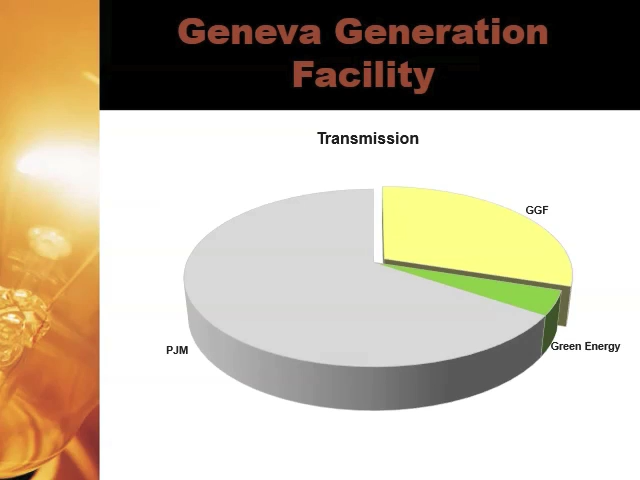 Geneva Generation
Facility
Transmission
GGF
Green Energy
PJM